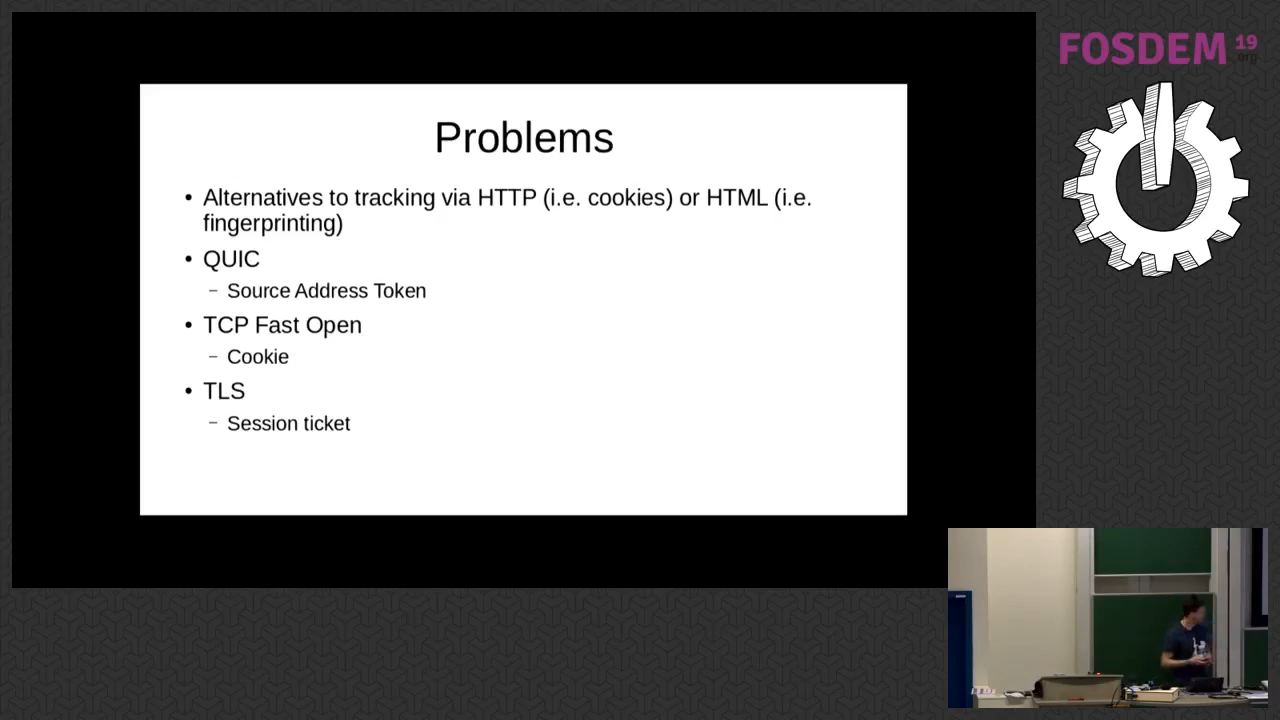 FOSDEM 19
.org
Problems
• Alternatives to tracking via HTTP (i.e. cookies) or HTML (i.e.
fingerprinting)
• QUIC
– Source Address Token
• TCP Fast Open
– Cookie
• TLS
– Session ticket